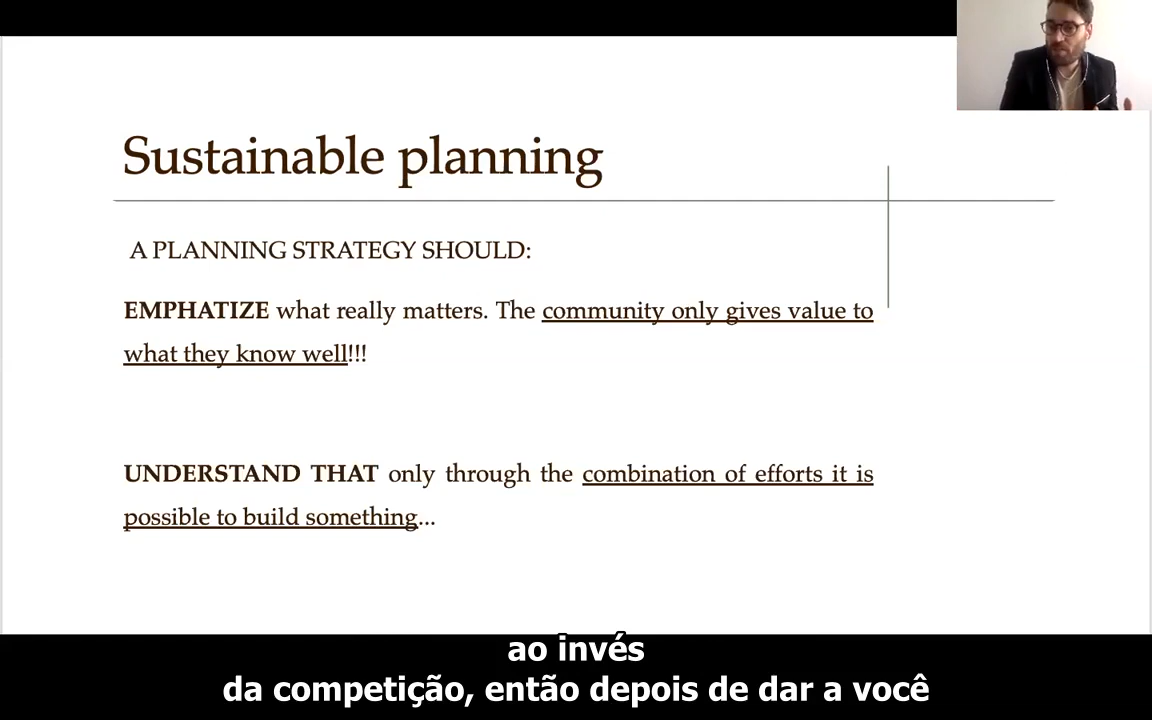 Sustainable planning
A PLANNING STRATEGY SHOULD:
EMPHATIZE what really matters. The community only gives value to
what they know well!!!
UNDERSTAND THAT only through the combination of efforts it is
possible to build something...
ao invés
da competição, então depois de dar a você